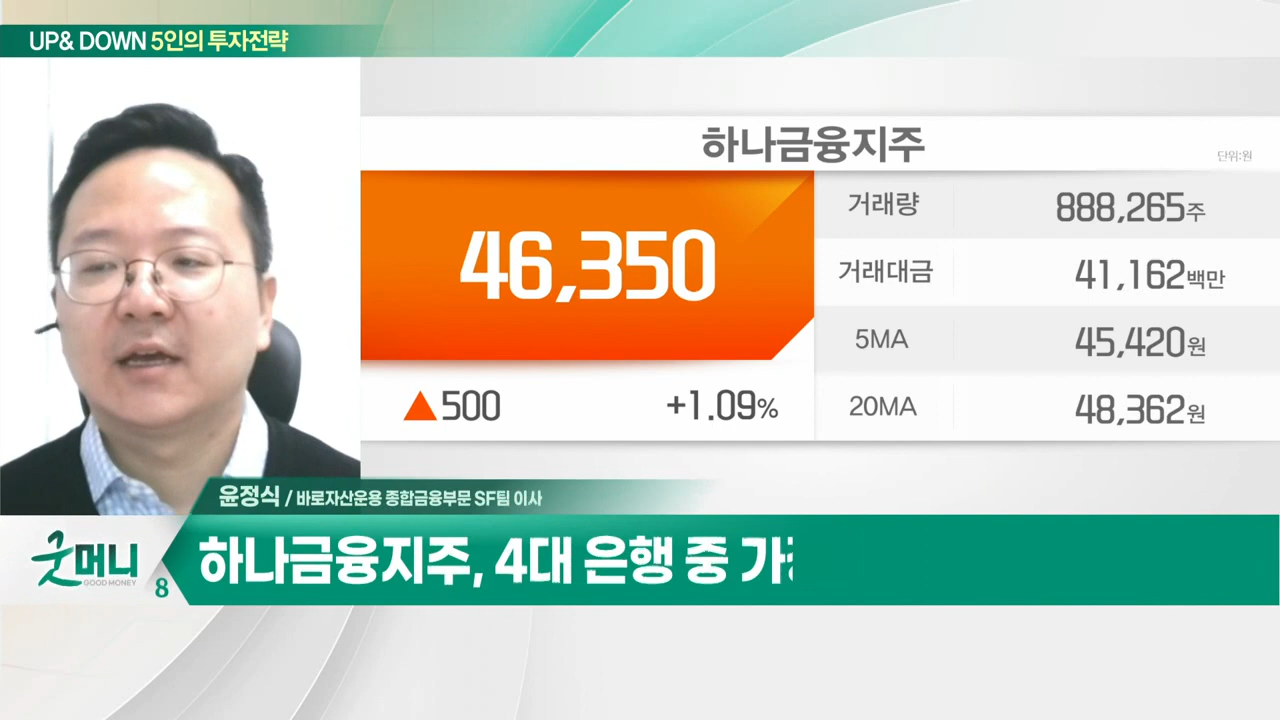 UP& DOWN 5인의 투자전략
하나금융지주
단위:원
46,350
▲500 +1.09%
거래량 888,265주
거래대금 41,162백만
5MA 45,420원
20MA 48,362원
윤정식 / 바로자산운용 종합금융부문 SF팀 이사
굿머니
GOOD MONEY
8
하나금융지주, 4대 은행 중